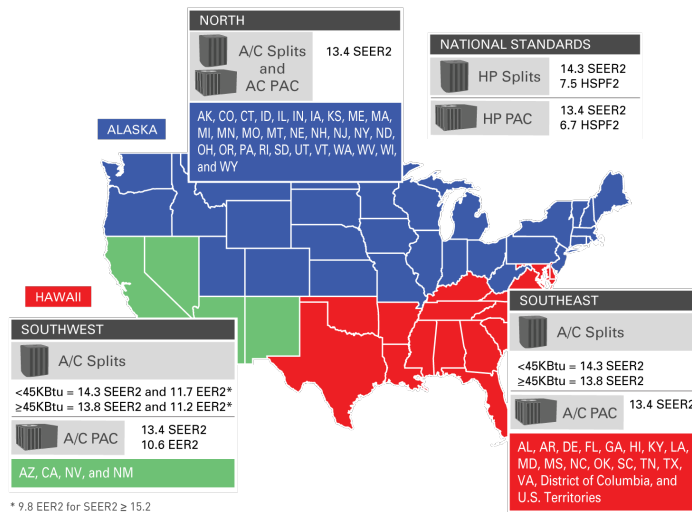 NORTH
A/C Splits
and
AC PAC
13.4 SEER2
AK, CO, CT, ID, IL, IN, IA, KS, ME, MA,
MI, MN, MO, MT, NE, NH, NJ, NY, ND,
OH, OR, PA, RI, SD, UT, VT, WA, WV, WI,
and WY
NATIONAL STANDARDS
HP Splits
14.3 SEER2
7.5 HSPF2
HP PAC
13.4 SEER2
6.7 HSPF2
ALASKA
HAWAII
SOUTHWEST
A/C Splits
<45KBtu = 14.3 SEER2 and 11.7 EER2*
≥45KBtu = 13.8 SEER2 and 11.2 EER2*
A/C PAC
13.4 SEER2
10.6 EER2
AZ, CA, NV, and NM
* 9.8 EER2 for SEER2 ≥ 15.2
SOUTHEAST
A/C Splits
<45KBtu = 14.3 SEER2
≥45KBtu = 13.8 SEER2
A/C PAC
13.4 SEER2
AL, AR, DE, FL, GA, HI, KY, LA,
MD, MS, NC, OK, SC, TN, TX,
VA, District of Columbia, and
U.S. Territories